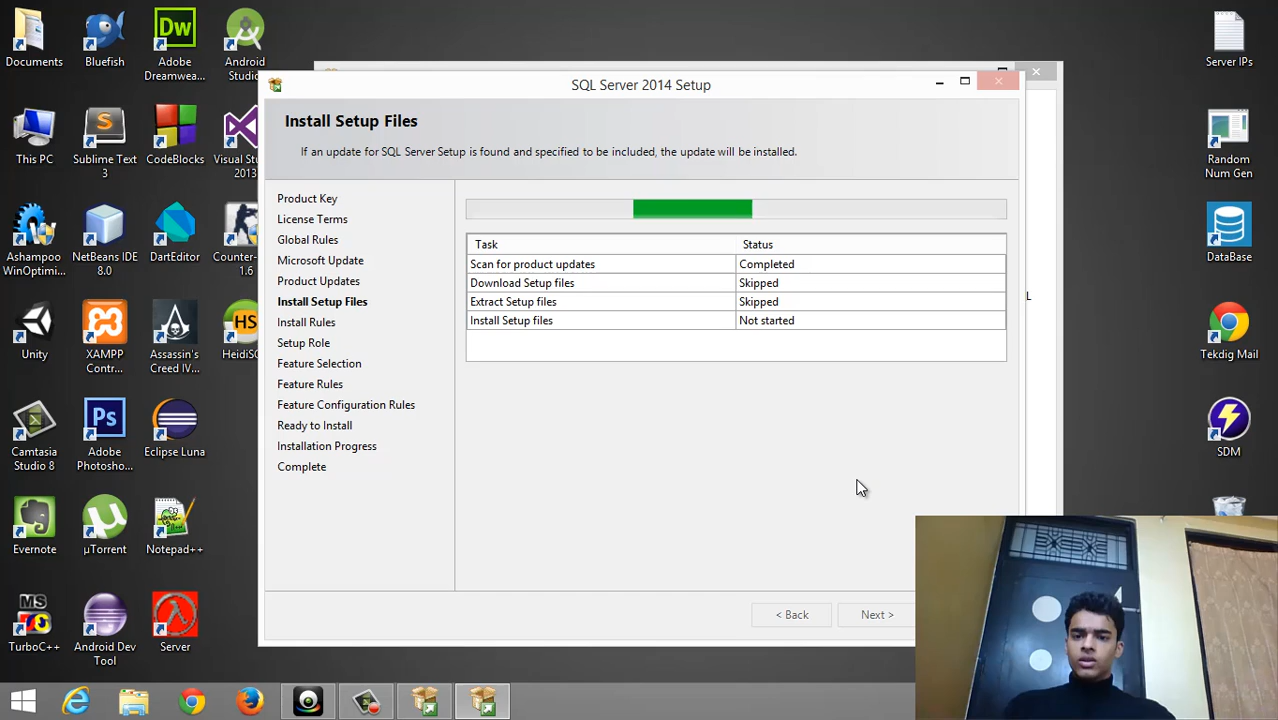 Documents
Bluefish
Dw
Adobe
Dreamwea...
Android
Studio
Server IPs
SQL Server 2014 Setup
Install Setup Files
If an update for SQL Server Setup is found and specified to be included, the update will be installed.
This PC
S
Sublime Text
3
CodeBlocks
Visual Stu
2013
Random
Num Gen
Product Key
License Terms
Global Rules
Microsoft Update
Product Updates
Install Setup Files
Install Rules
Setup Role
Feature Selection
Feature Rules
Feature Configuration Rules
Ready to Install
Installation Progress
Complete
Task Status
Scan for product updates Completed
Download Setup files Skipped
Extract Setup files Skipped
Install Setup files Not started
L
Ashampoo
WinOptimi...
NetBeans IDE
8.0
DartEditor
Counter-
1.6
DataBase
Unity
XAMPP
Contr...
Assassin's
Creed IV...
HS
HeidiSQ
Tekdig Mail
Camtasia
Studio 8
Ps
Adobe
Photosho...
Eclipse Luna
SDM
Evernote
µ
µTorrent
Notepad++
MS
TurboC++
Android Dev
Tool
Server
< Back
Next >